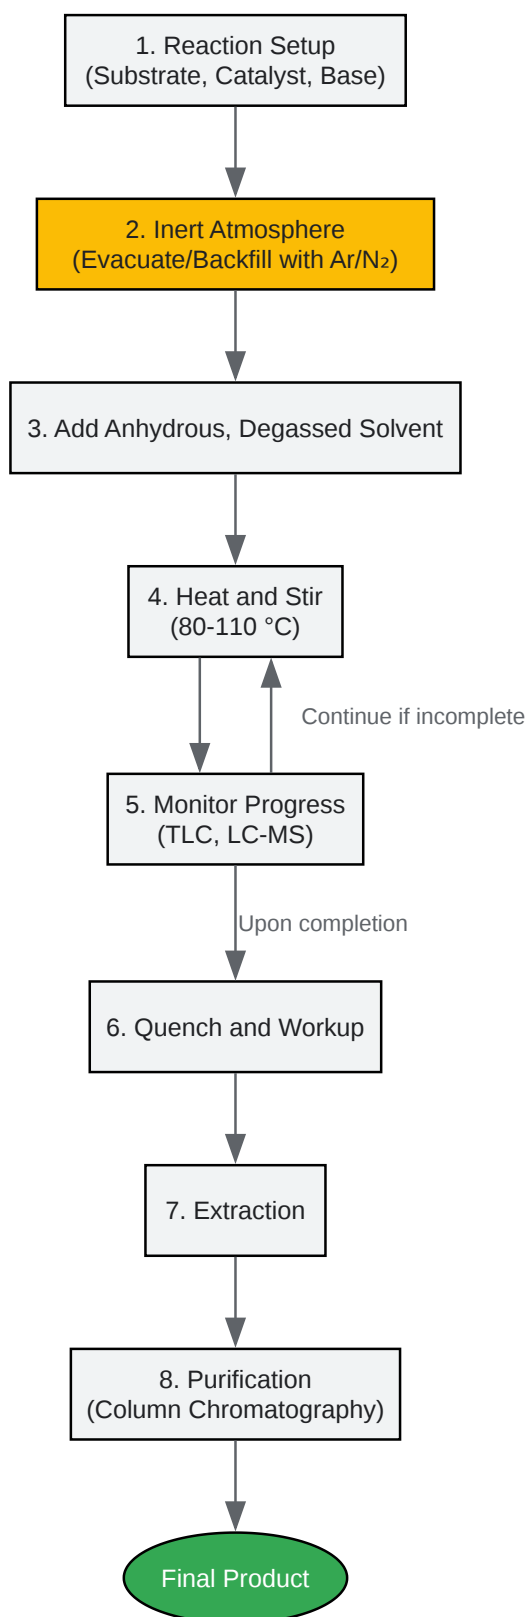 1. Reaction Setup
(Substrate, Catalyst, Base)
2. Inert Atmosphere
(Evacuate/Backfill with Ar/N₂)
3. Add Anhydrous, Degassed Solvent
4. Heat and Stir
(80-110 °C)
Continue if incomplete
5. Monitor Progress
(TLC, LC-MS)
Upon completion
6. Quench and Workup
7. Extraction
8. Purification
(Column Chromatography)
Final Product